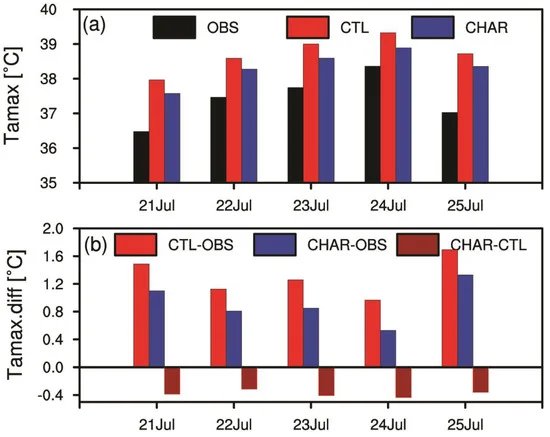 (a) OBS CTL CHAR
Tamax [°C]
40
39
38
37
36
35
21Jul 22Jul 23Jul 24Jul 25Jul
(b) CTL-OBS CHAR-OBS CHAR-CTL
Tamax.diff [°C]
2.0
1.6
1.2
0.8
0.4
0.0
-0.4
21Jul 22Jul 23Jul 24Jul 25Jul